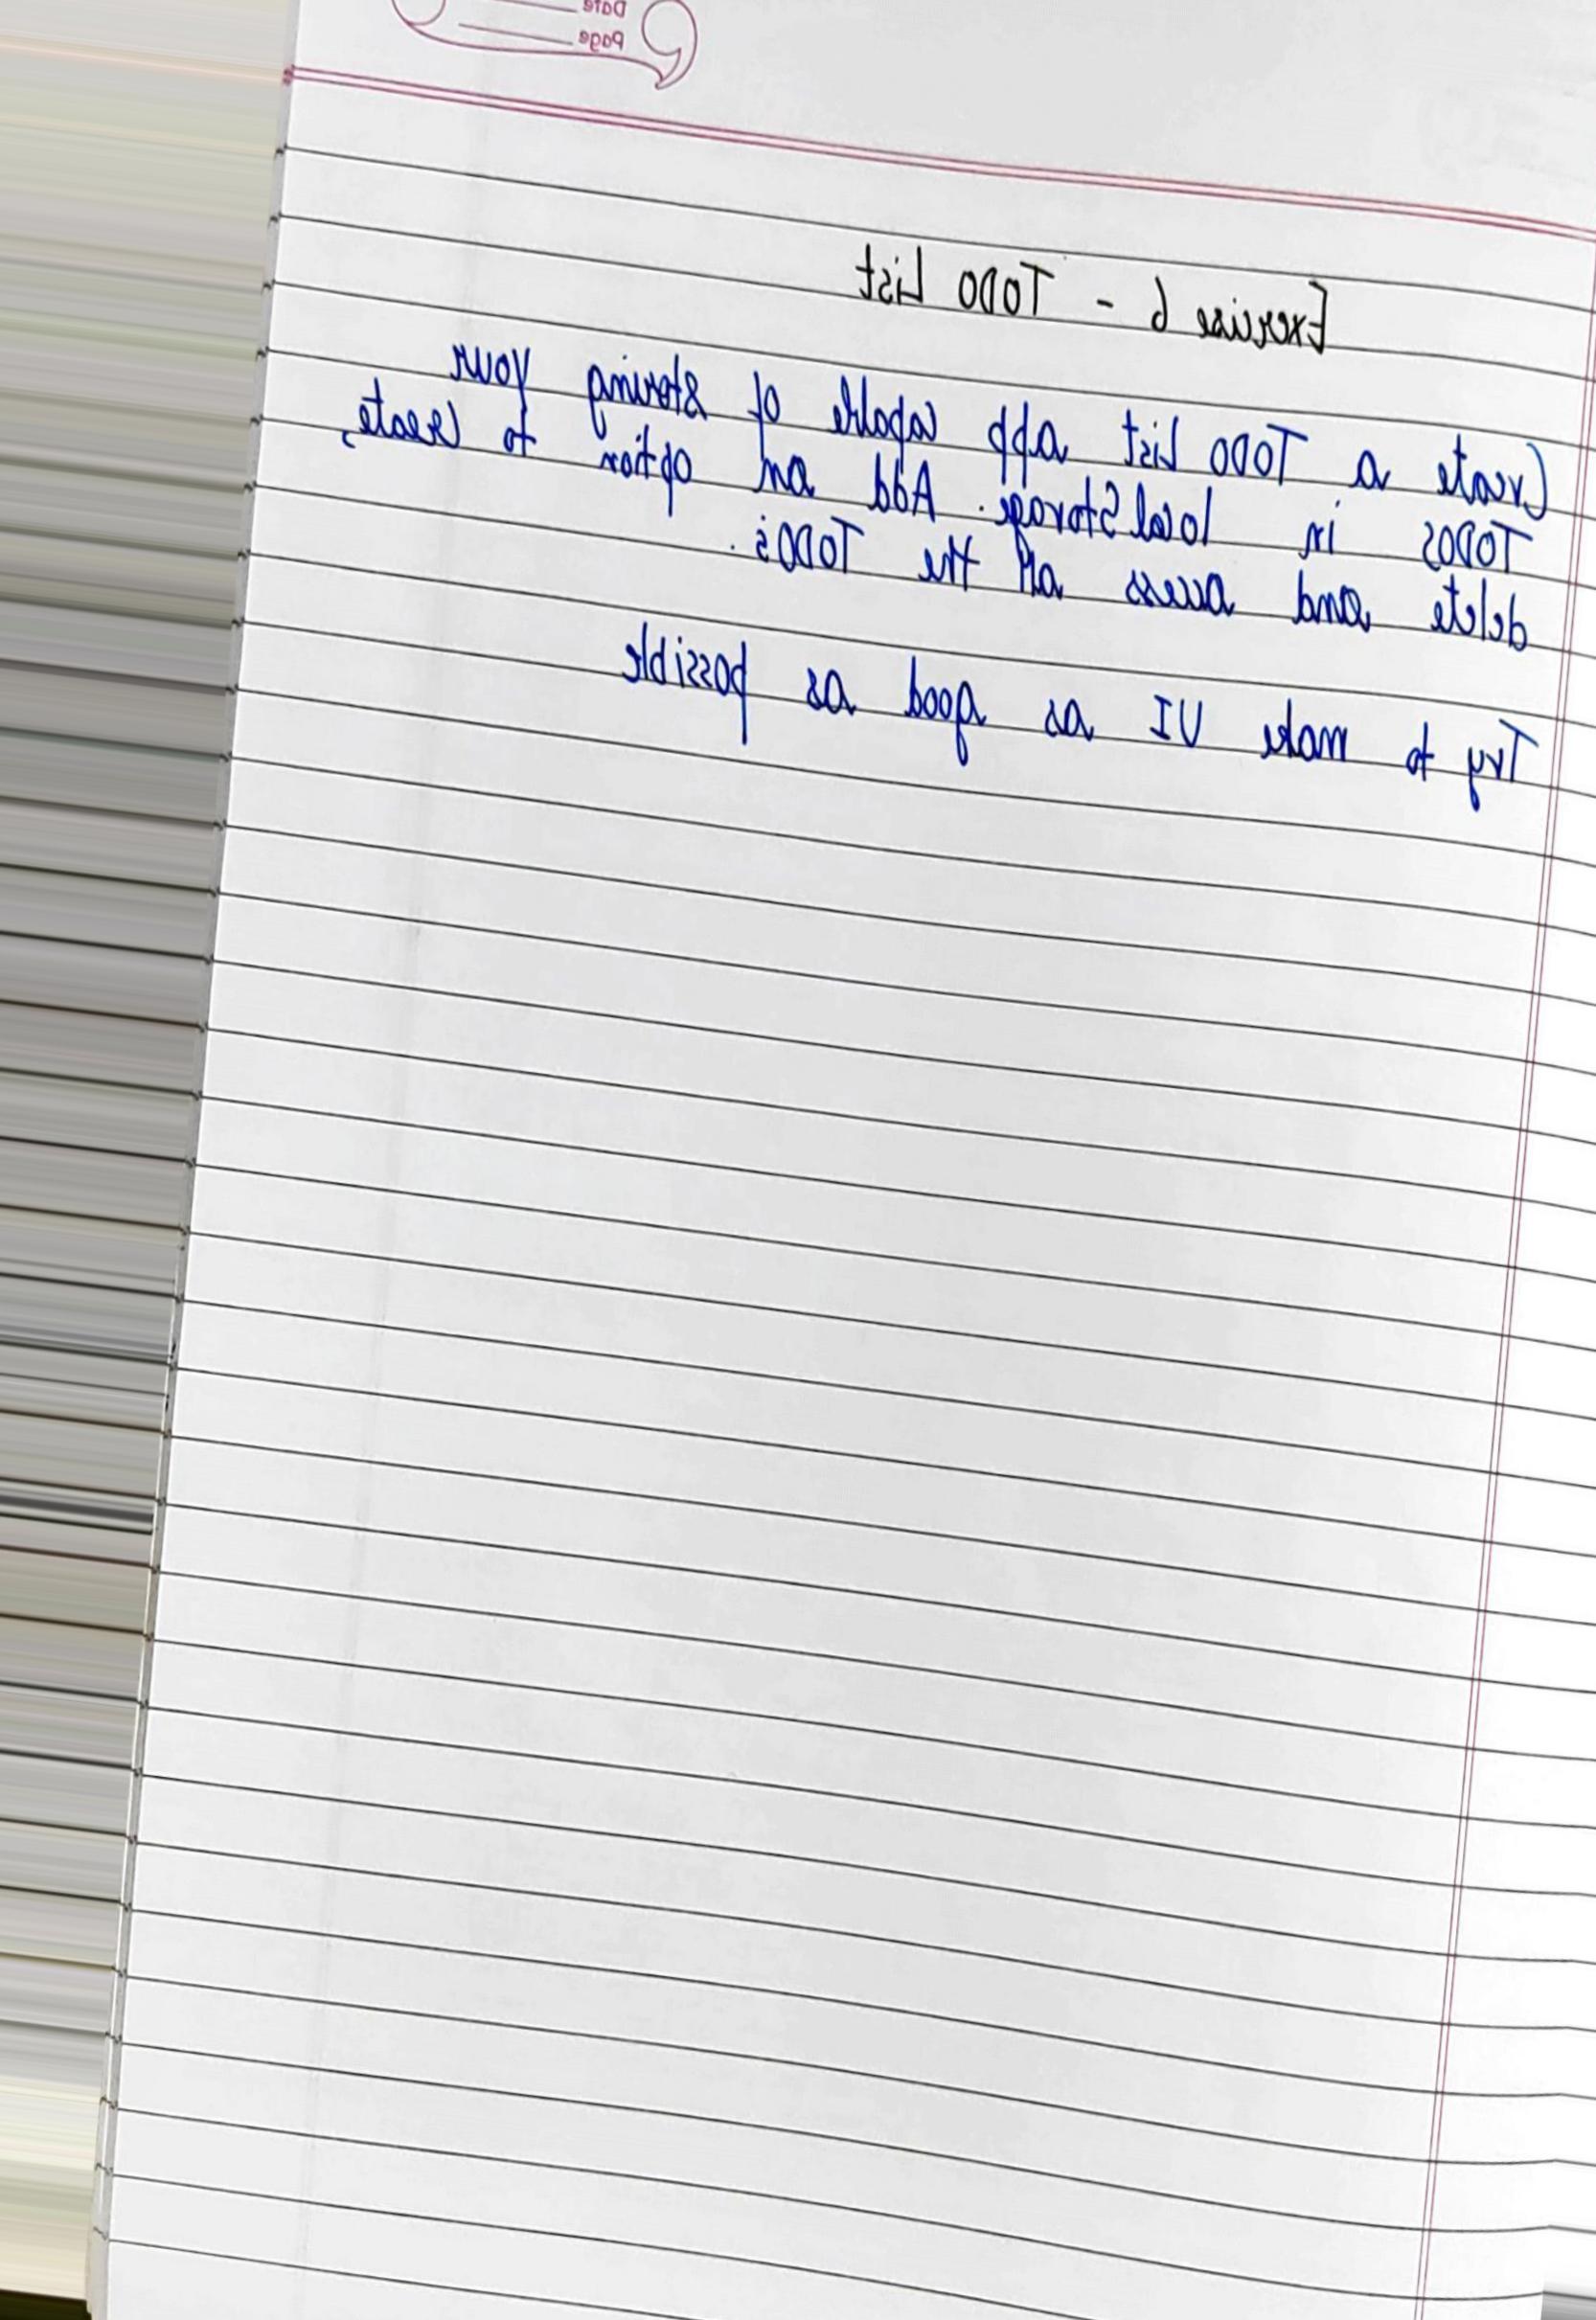 Date
Page
Exercise 6 - TODO List
Create a TODO List app capable of storing your
TODOS in localStorage. Add an option to create,
delete and access all the TODOs.
Try to make UI as good as possible